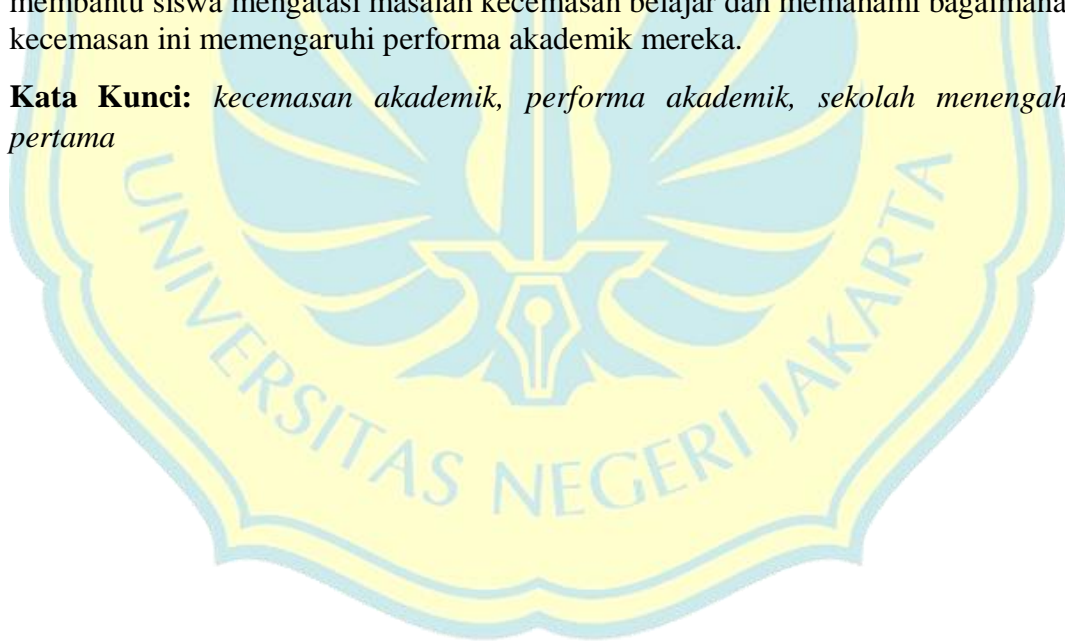 membantu siswa mengatasi masalah kecemasan belajar dan memahami bagaimana
kecemasan ini memengaruhi performa akademik mereka.
Kata Kunci: kecemasan akademik, performa akademik, sekolah menengah
pertama
UNIVERSITAS NEGERI JAKARTA